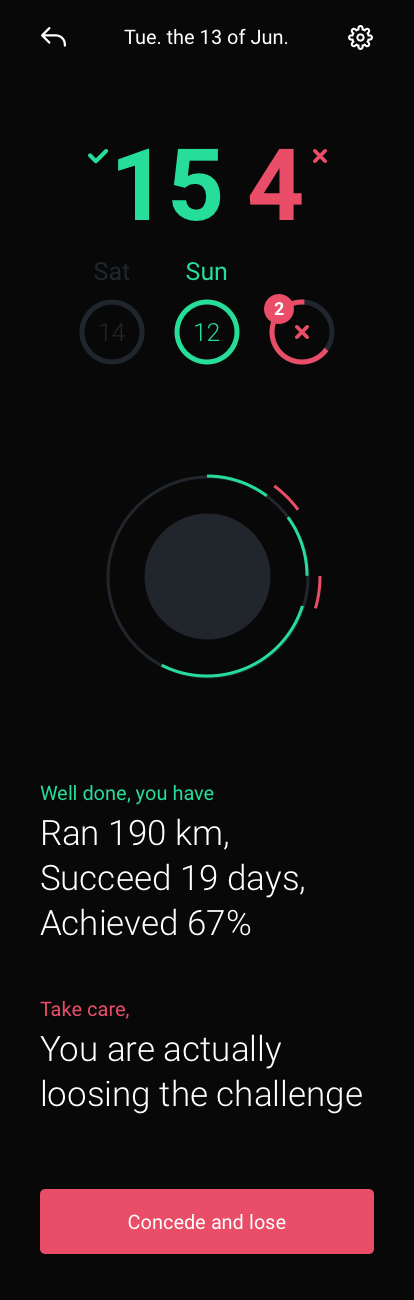 Tue. the 13 of Jun.
15 4
Sat Sun
14 12 2
Well done, you have
Ran 190 km,
Succeed 19 days,
Achieved 67%
Take care,
You are actually
loosing the challenge
Concede and lose